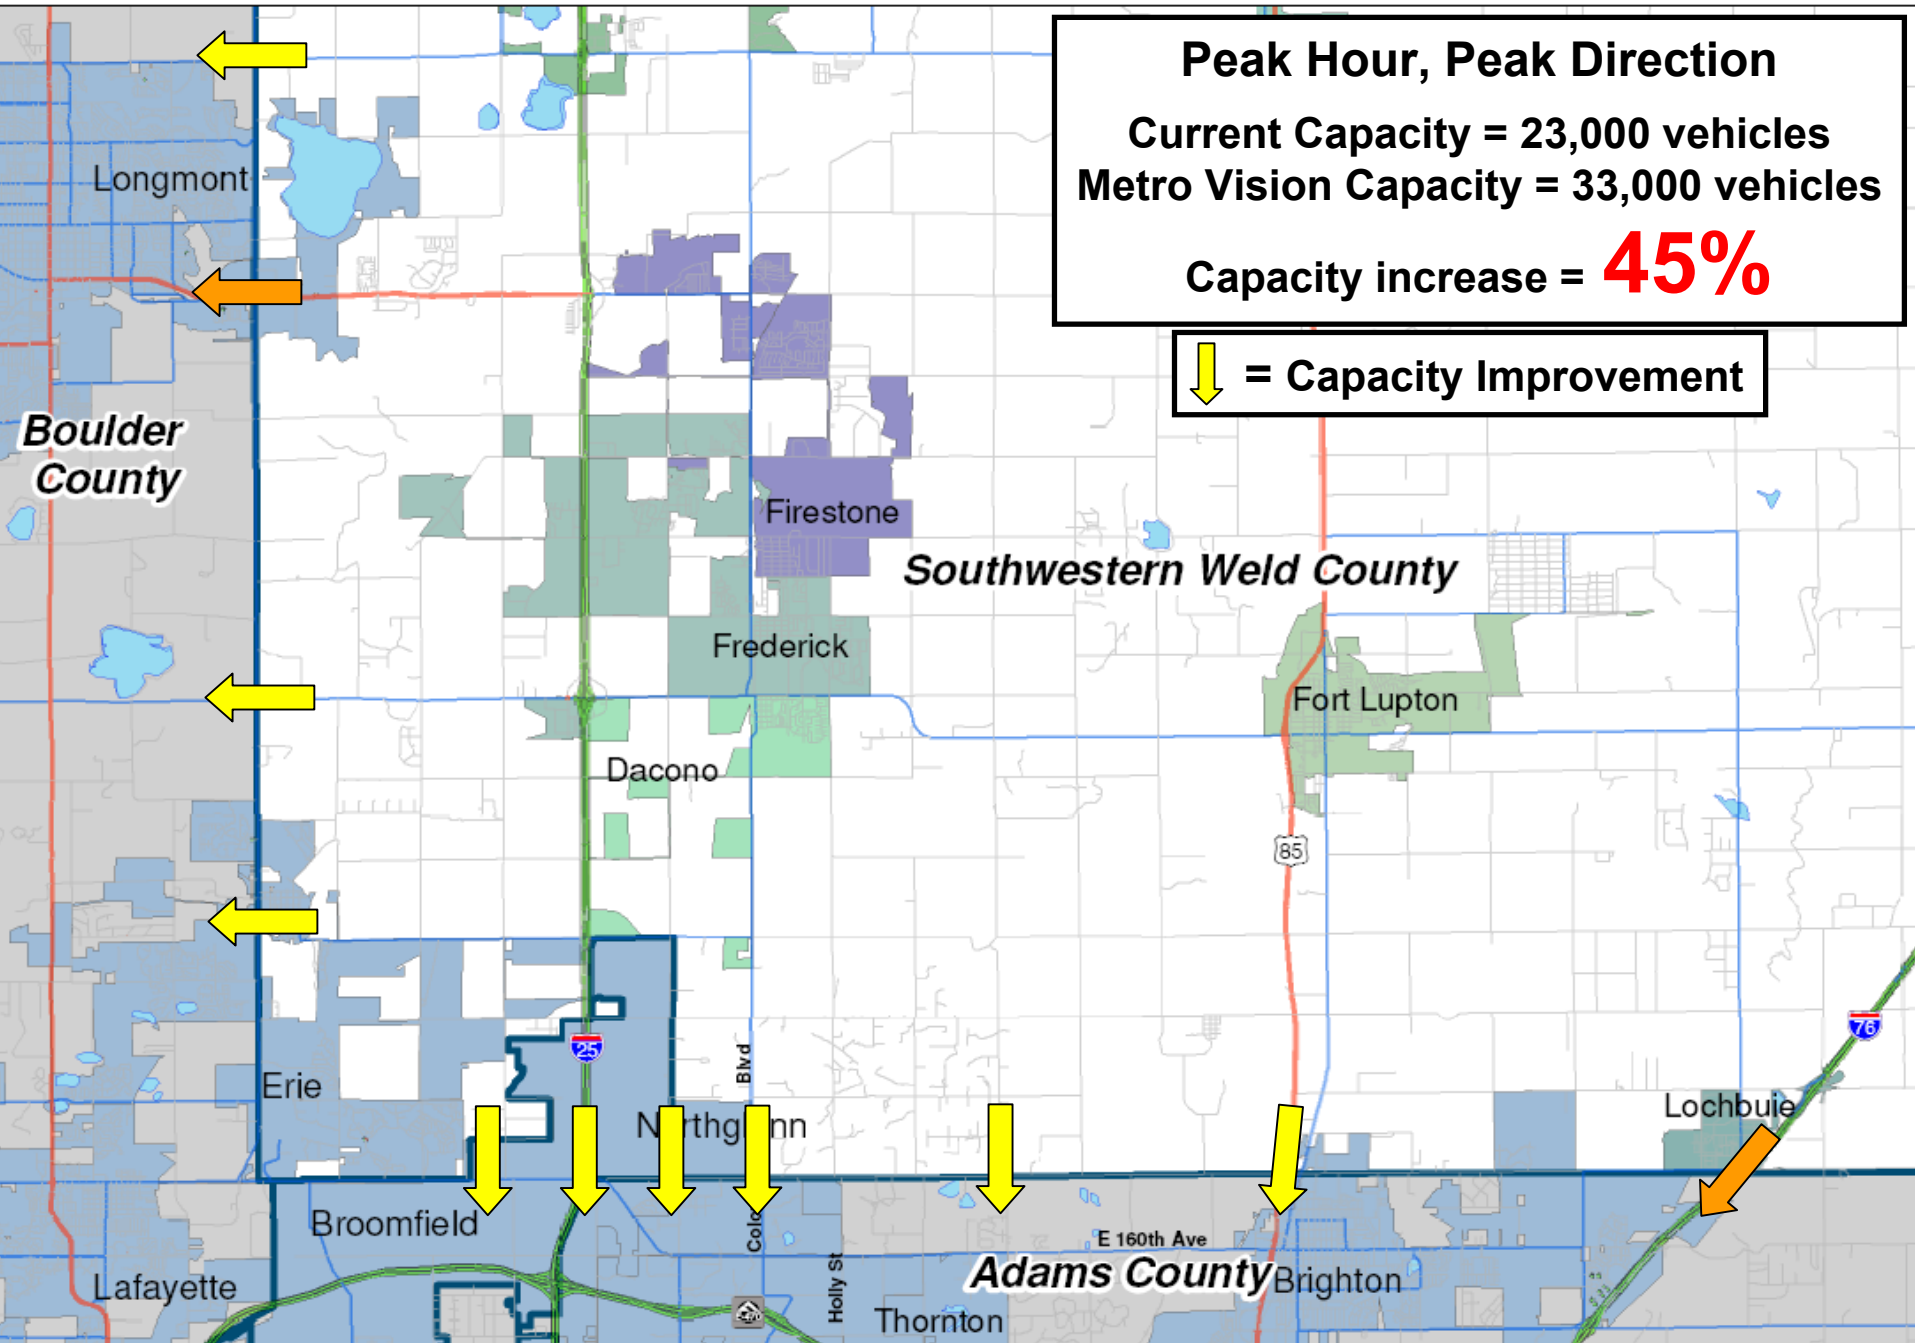 Peak Hour, Peak Direction
Current Capacity = 23,000 vehicles
Metro Vision Capacity = 33,000 vehicles
Capacity increase = 45%
= Capacity Improvement
Longmont
Boulder
County
Firestone
Southwestern Weld County
Frederick
Fort Lupton
Dacono
85
76
25
Blvd
Erie
Lochbuie
Broomfield
E 160th Ave
Adams County
Brighton
Lafayette
Holly St
Thornton